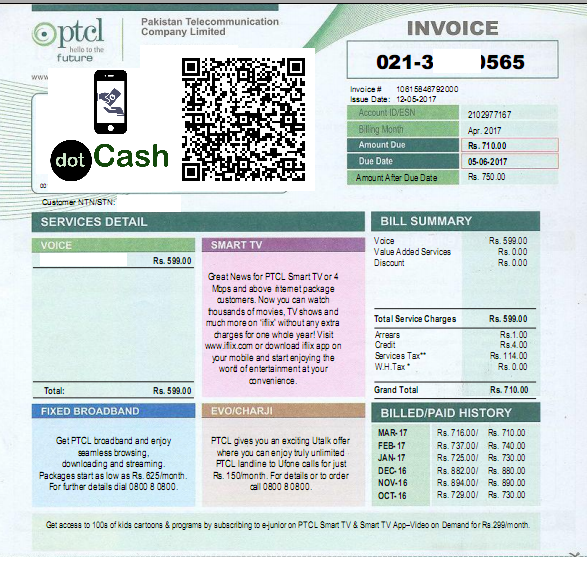 ptcl
hello to the
future
Pakistan Telecommunication
Company Limited
www
dot Cash
Customer NTN/STN:
INVOICE
021-3 0565
Invoice # 10615846792000
Issue Date: 12-05-2017
Account ID/ESN 2102977167
Billing Month Apr. 2017
Amount Due Rs. 710.00
Due Date 05-06-2017
Amount After Due Date Rs. 750.00
SERVICES DETAIL
VOICE
Rs. 599.00
Total: Rs. 599.00
SMART TV
Great News for PTCL Smart TV or 4
Mbps and above internet package
customers. Now you can watch
thousands of movies, TV shows and
much more on 'iflix' without any extra
charges for one whole year! Visit
www.iflix.com or download iflix app on
your mobile and start enjoying the
word of entertainment at your
convenience.
BILL SUMMARY
Voice Rs. 599.00
Value Added Services Rs. 0.00
Discount Rs. 0.00
Total Service Charges Rs. 599.00
Arrears Rs.1.00
Credit Rs.4.00
Services Tax** Rs. 114.00
W.H.Tax * Rs. 0.00
Grand Total Rs. 710.00
FIXED BROADBAND
Get PTCL broadband and enjoy
seamless browsing,
downloading and streaming.
Packages start as low as Rs. 625/month.
For further details dial 0800 8 0800.
EVO/CHARJI
PTCL gives you an exciting Utalk offer
where you can enjoy truly unlimited
PTCL landline to Ufone calls for just
Rs. 150/month. For details or to order
call 0800 8 0800.
BILLED/PAID HISTORY
MAR-17 Rs. 716.00/ Rs. 710.00
FEB-17 Rs. 737.00/ Rs. 740.00
JAN-17 Rs. 725.00/ Rs. 730.00
DEC-16 Rs. 882.00/ Rs. 880.00
NOV-16 Rs. 894.00/ Rs. 890.00
OCT-16 Rs. 729.00/ Rs. 730.00
Get access to 100s of kids cartoons & programs by subscribing to e-junior on PTCL Smart TV & Smart TV App–Video on Demand for Rs.299/month.